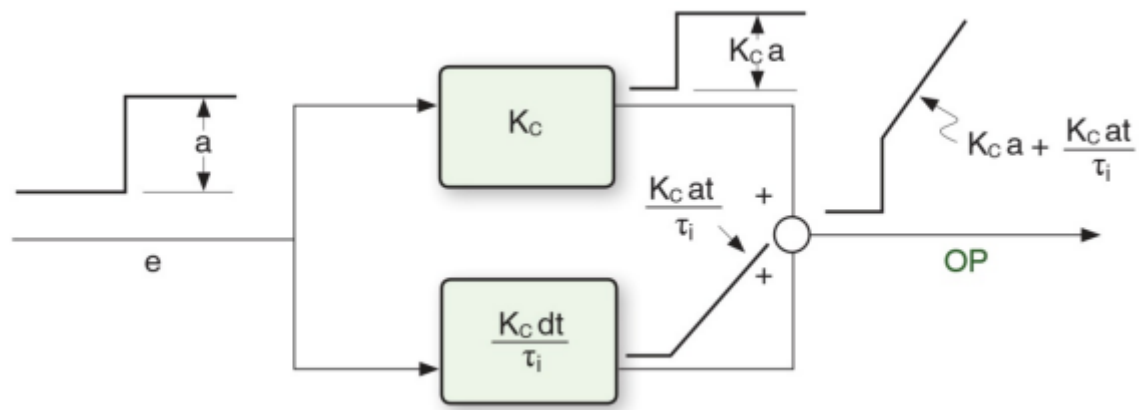 a
e
K_C
K_C a
K_C dt
τ_i
K_C at
τ_i
+
+
K_C a + K_C at
τ_i
OP